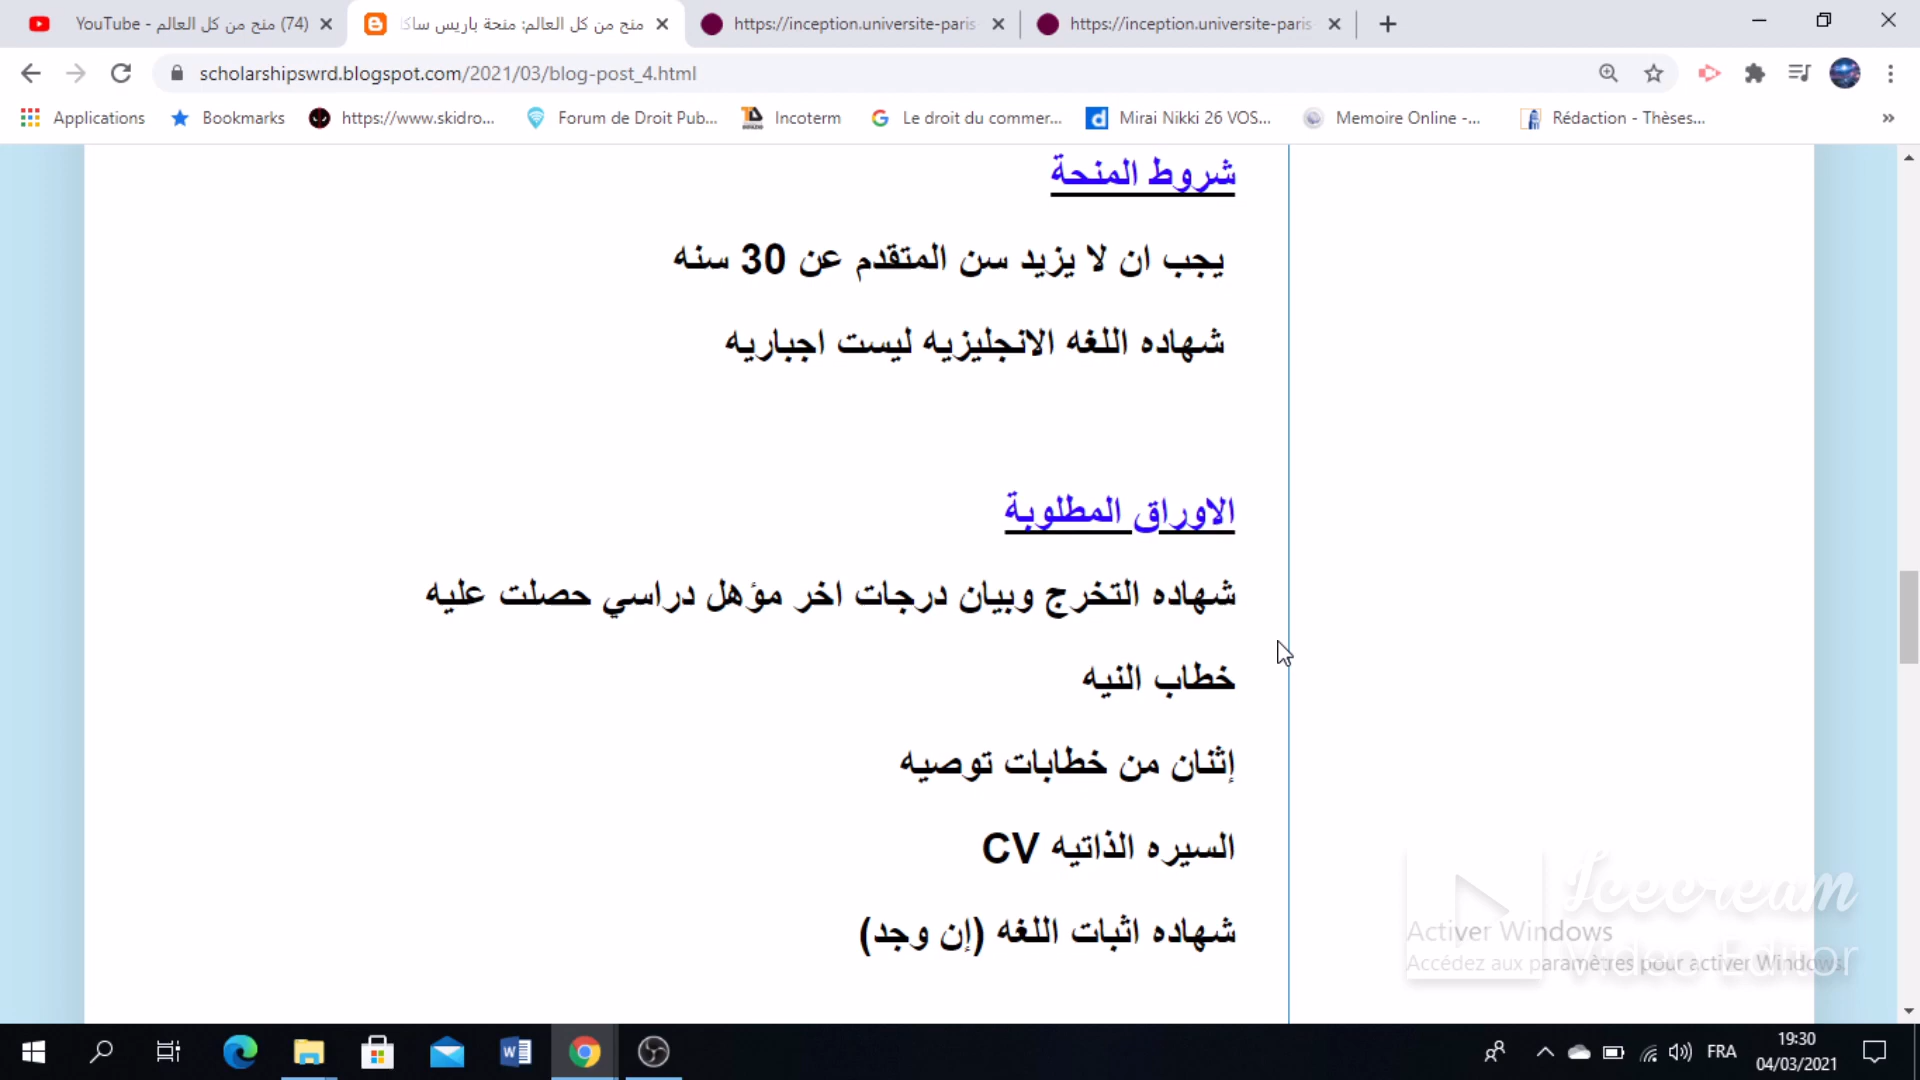 YouTube - منح من كل العالم (74)
منح من كل العالم: منحة باريس ساكا
https://inception.universite-paris
https://inception.universite-paris
scholarshipswrd.blogspot.com/2021/03/blog-post_4.html
Applications
Bookmarks
https://www.skidro...
Forum de Droit Pub...
Incoterm
Le droit du commer...
Mirai Nikki 26 VOS...
Memoire Online -...
Rédaction - Thèses...
شروط المنحة
يجب ان لا يزيد سن المتقدم عن 30 سنه
شهاده اللغه الانجليزيه ليست اجباريه
الاوراق المطلوبة
شهاده التخرج وبيان درجات اخر مؤهل دراسي حصلت عليه
خطاب النيه
إثنان من خطابات توصيه
السيره الذاتيه CV
شهاده اثبات اللغه (إن وجد)
Icecream
Video Editor
Activer Windows
Accédez aux paramètres pour activer Windows.
FRA
19:30
04/03/2021